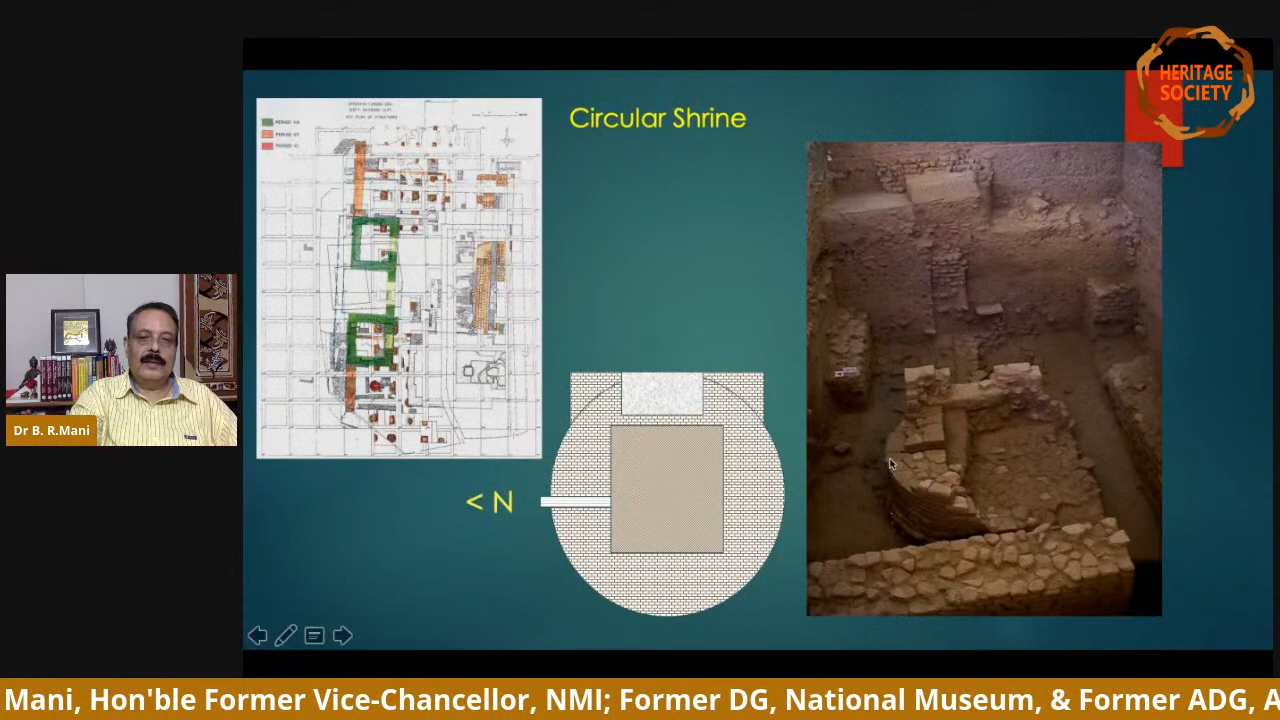 HERITAGE
SOCIETY
Circular Shrine
< N
Dr B. R.Mani
Mani, Hon'ble Former Vice-Chancellor, NMI; Former DG, National Museum, & Former ADG, A